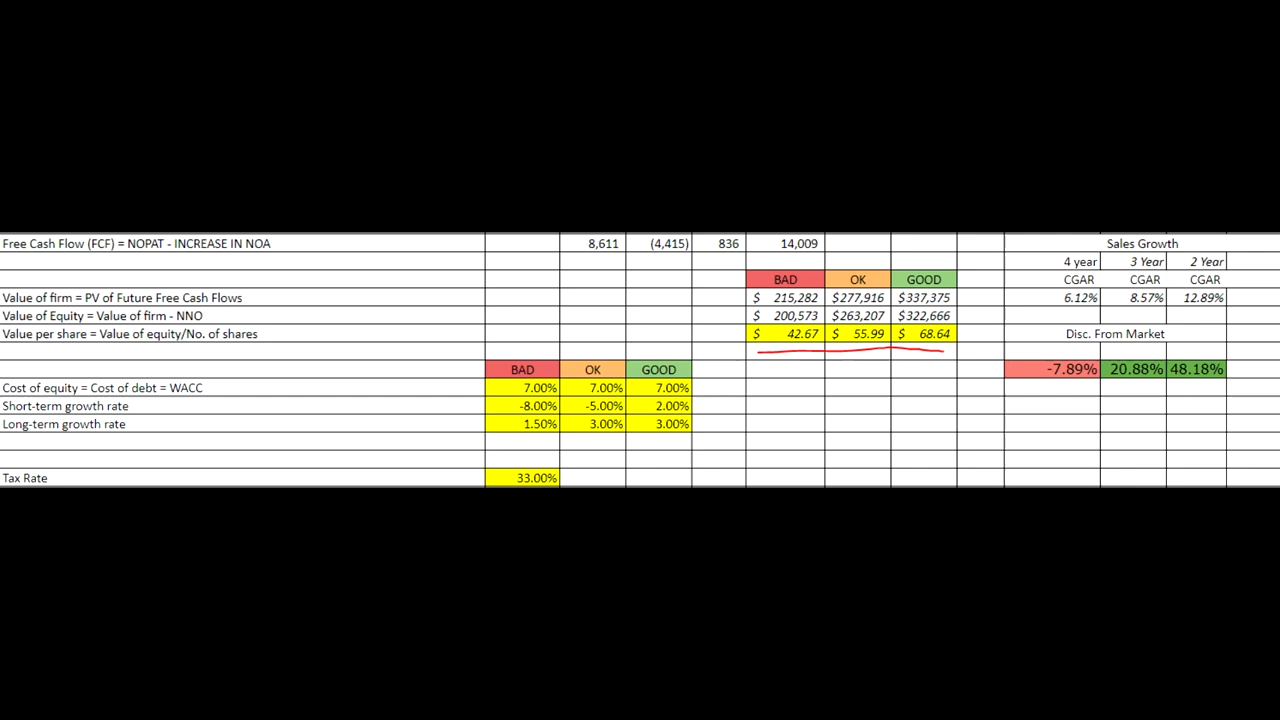 Free Cash Flow (FCF) = NOPAT - INCREASE IN NOA 8,611 (4,415) 836 14,009 Sales Growth
4 year 3 Year 2 Year
BAD OK GOOD CGAR CGAR CGAR
Value of firm = PV of Future Free Cash Flows $ 215,282 $277,916 $337,375 6.12% 8.57% 12.89%
Value of Equity = Value of firm - NNO $ 200,573 $263,207 $322,666
Value per share = Value of equity/No. of shares $ 42.67 $ 55.99 $ 68.64 Disc. From Market
BAD OK GOOD -7.89% 20.88% 48.18%
Cost of equity = Cost of debt = WACC 7.00% 7.00% 7.00%
Short-term growth rate -8.00% -5.00% 2.00%
Long-term growth rate 1.50% 3.00% 3.00%
Tax Rate 33.00%